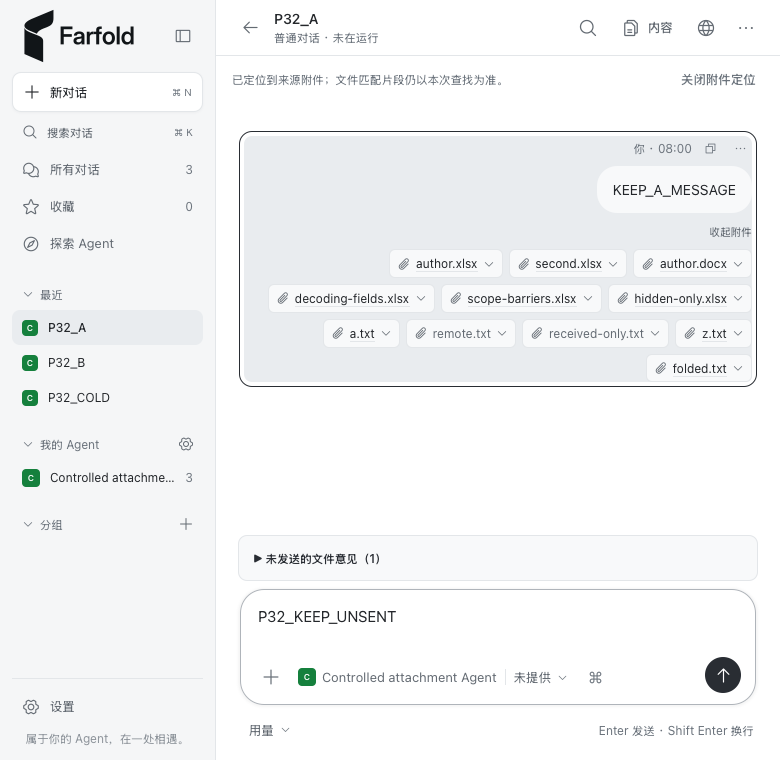 Farfold
新对话 ⌘ N
搜索对话 ⌘ K
所有对话 3
收藏 0
探索 Agent
最近
C P32_A
C P32_B
C P32_COLD
我的 Agent
C Controlled attachme... 3
分组
设置
属于你的 Agent，在一处相遇。
P32_A
普通对话 · 未在运行
内容
已定位到来源附件；文件匹配片段仍以本次查找为准。 关闭附件定位
你 · 08:00
KEEP_A_MESSAGE
收起附件
author.xlsx second.xlsx author.docx
decoding-fields.xlsx scope-barriers.xlsx hidden-only.xlsx
a.txt remote.txt received-only.txt z.txt
folded.txt
未发送的文件意见（1）
P32_KEEP_UNSENT
C Controlled attachment Agent 未提供 ⌘
用量 Enter 发送 · Shift Enter 换行